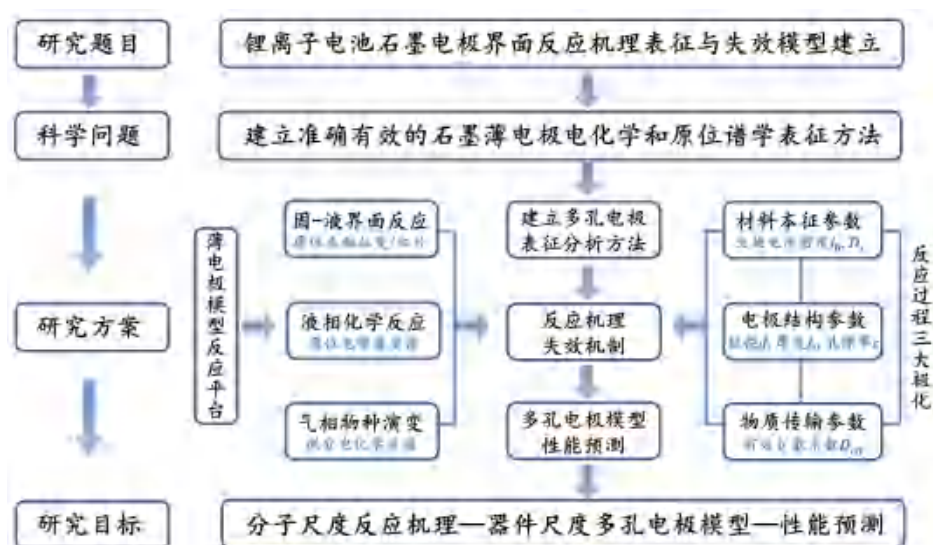 研究题目
锂离子电池石墨电极界面反应机理表征与失效模型建立
科学问题
建立准确有效的石墨薄电极电化学和原位谱学表征方法
研究方案
薄电极模型反应平台
固-液界面反应
液相化学反应
气相物种演变
建立多孔电极
表征分析方法
反应机理
失效机制
多孔电极模型
性能预测
材料本征参数
电极结构参数
物质传输参数
反应过程三大极化
研究目标
分子尺度反应机理—器件尺度多孔电极模型—性能预测